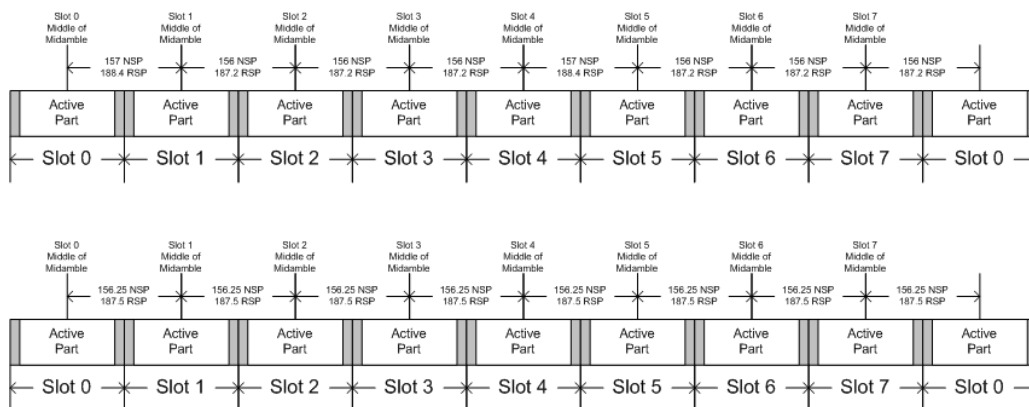 Slot 0 Slot 1 Slot 2 Slot 3 Slot 4 Slot 5 Slot 6 Slot 7
Middle of Middle of Middle of Middle of Middle of Middle of Middle of Middle of
Midamble Midamble Midamble Midamble Midamble Midamble Midamble Midamble
157 NSP 156 NSP 156 NSP 156 NSP 157 NSP 156 NSP 156 NSP 156 NSP
188.4 RSP 187.2 RSP 187.2 RSP 187.2 RSP 188.4 RSP 187.2 RSP 187.2 RSP 187.2 RSP
Active Active Active Active Active Active Active Active Active
Part Part Part Part Part Part Part Part Part
Slot 0 Slot 1 Slot 2 Slot 3 Slot 4 Slot 5 Slot 6 Slot 7 Slot 0
Slot 0 Slot 1 Slot 2 Slot 3 Slot 4 Slot 5 Slot 6 Slot 7
Middle of Middle of Middle of Middle of Middle of Middle of Middle of Middle of
Midamble Midamble Midamble Midamble Midamble Midamble Midamble Midamble
156.25 NSP 156.25 NSP 156.25 NSP 156.25 NSP 156.25 NSP 156.25 NSP 156.25 NSP 156.25 NSP
187.5 RSP 187.5 RSP 187.5 RSP 187.5 RSP 187.5 RSP 187.5 RSP 187.5 RSP 187.5 RSP
Active Active Active Active Active Active Active Active Active
Part Part Part Part Part Part Part Part Part
Slot 0 Slot 1 Slot 2 Slot 3 Slot 4 Slot 5 Slot 6 Slot 7 Slot 0